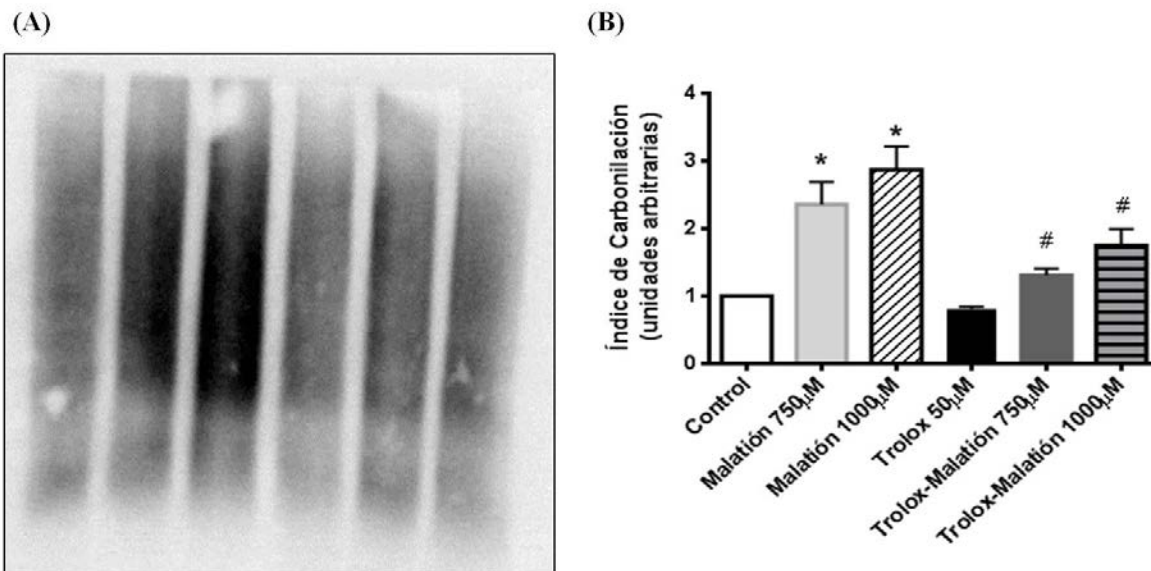 (A)
(B)
Índice de Carbonilación
(unidades arbitrarias)
4
3
2
1
0
*
*
#
#
Control
Malatión 750µM
Malatión 1000µM
Trolox 50µM
Trolox-Malatión 750µM
Trolox-Malatión 1000µM